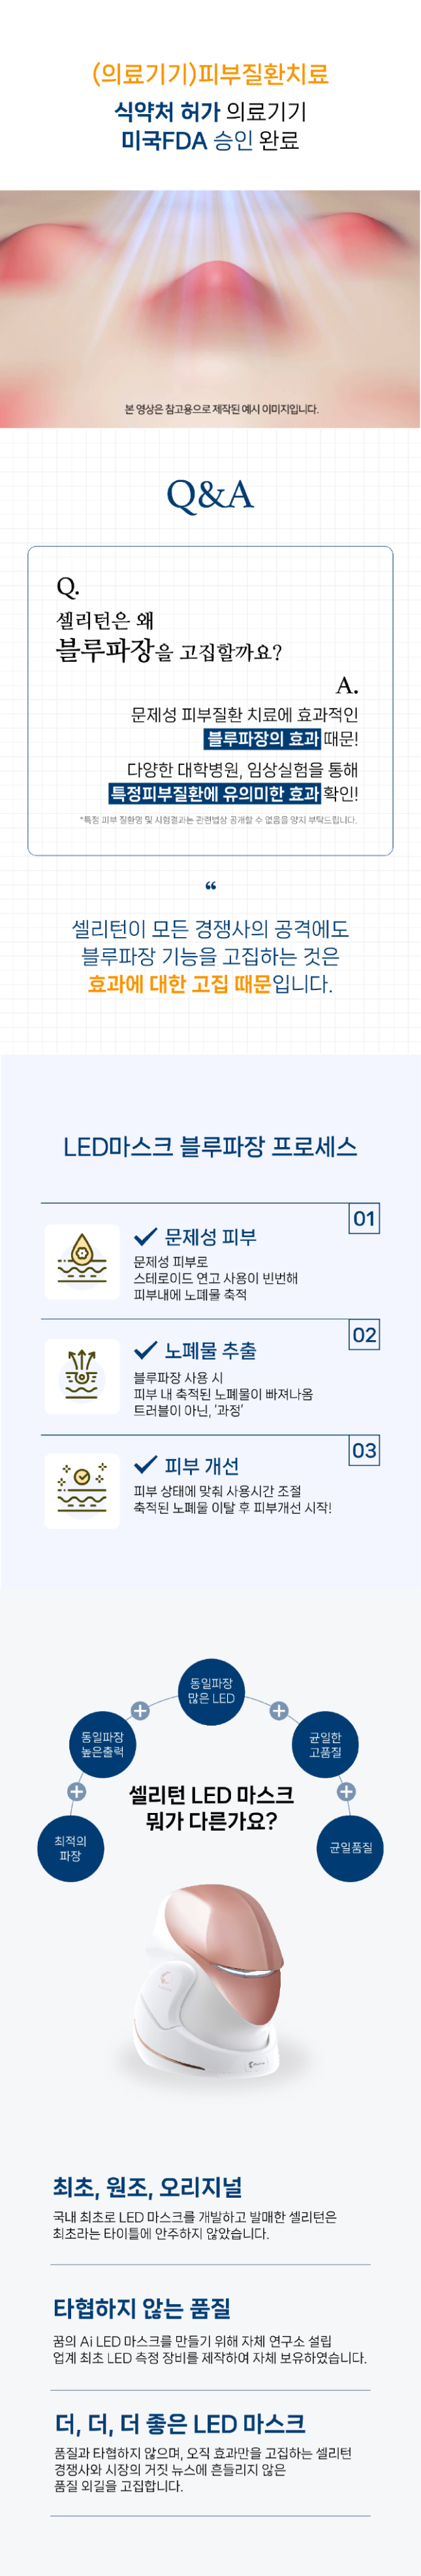 (의료기기)피부질환치료
식약처 허가 의료기기
미국FDA 승인 완료
본 영상은 참고용으로 제작된 예시 이미지입니다.
Q&A
Q.
셀리턴은 왜
블루파장을 고집할까요?
A.
문제성 피부질환 치료에 효과적인
블루파장의 효과 때문!
다양한 대학병원, 임상실험을 통해
특정피부질환에 유의미한 효과 확인!
*특정 피부 질환명 및 시험결과는 관련법상 공개할 수 없음을 양지 부탁드립니다.
“
셀리턴이 모든 경쟁사의 공격에도
블루파장 기능을 고집하는 것은
효과에 대한 고집 때문입니다.
LED마스크 블루파장 프로세스
01
문제성 피부
문제성 피부로
스테로이드 연고 사용이 빈번해
피부내에 노폐물 축적
02
노폐물 추출
블루파장 사용 시
피부 내 축적된 노폐물이 빠져나옴
트러블이 아닌, ‘과정’
03
피부 개선
피부 상태에 맞춰 사용시간 조절
축적된 노폐물 이탈 후 피부개선 시작!
동일파장
많은 LED
동일파장
높은출력
균일한
고품질
최적의
파장
균일품질
셀리턴 LED 마스크
뭐가 다른가요?
최초, 원조, 오리지널
국내 최초로 LED 마스크를 개발하고 발매한 셀리턴은
최초라는 타이틀에 안주하지 않았습니다.
타협하지 않는 품질
꿈의 Ai LED 마스크를 만들기 위해 자체 연구소 설립
업계 최초 LED 측정 장비를 제작하여 자체 보유하였습니다.
더, 더, 더 좋은 LED 마스크
품질과 타협하지 않으며, 오직 효과만을 고집하는 셀리턴
경쟁사와 시장의 거짓 뉴스에 흔들리지 않은
품질 외길을 고집합니다.